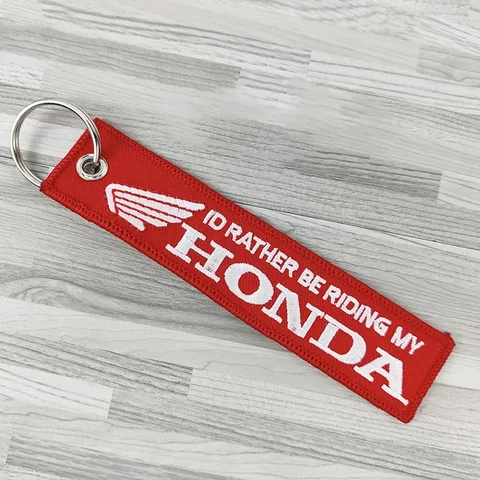 ID RATHER BE RIDING MY
HONDA